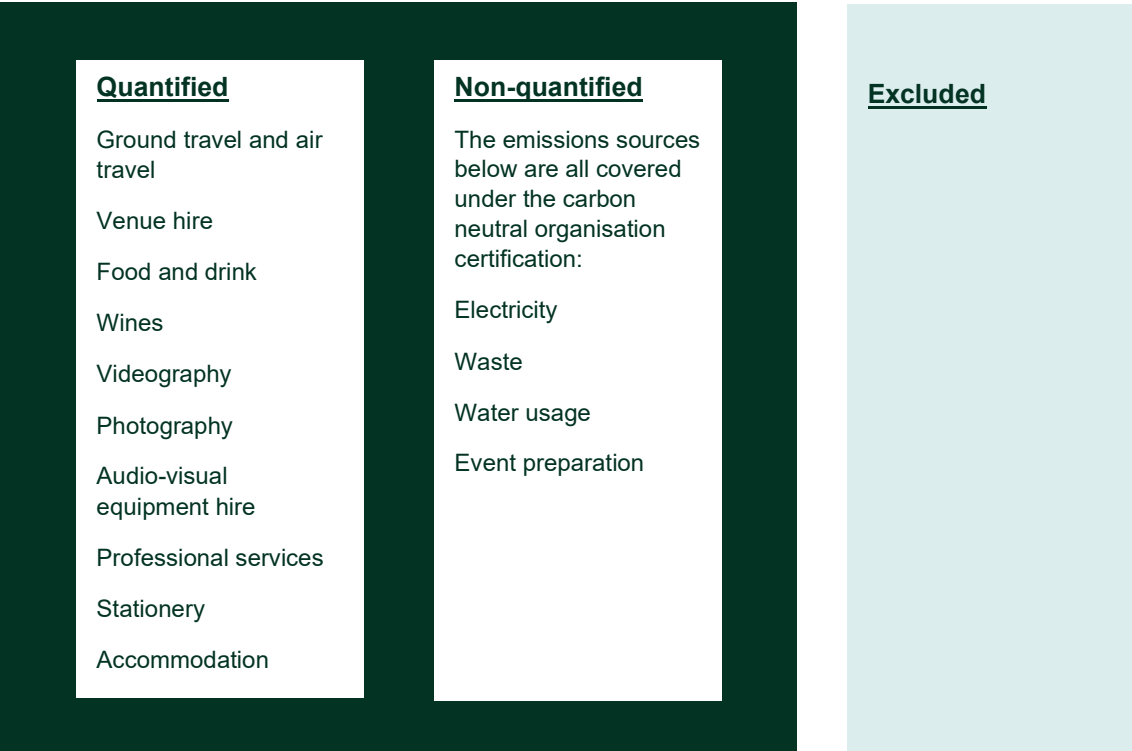 Quantified
Ground travel and air
travel
Venue hire
Food and drink
Wines
Videography
Photography
Audio-visual
equipment hire
Professional services
Stationery
Accommodation
Non-quantified
The emissions sources
below are all covered
under the carbon
neutral organisation
certification:
Electricity
Waste
Water usage
Event preparation
Excluded